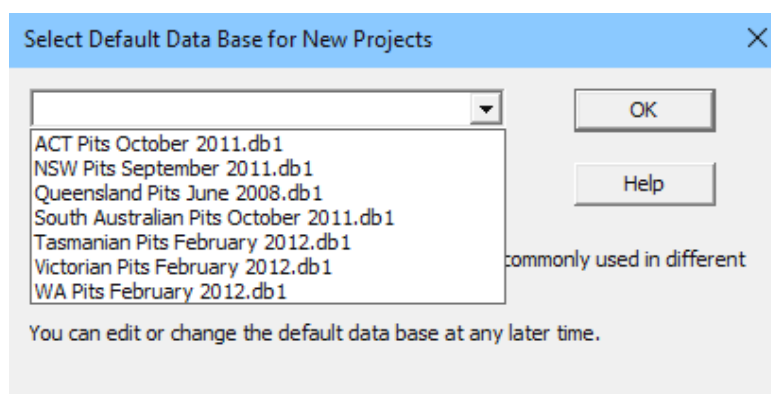 Select Default Data Base for New Projects
OK
ACT Pits October 2011.db1
NSW Pits September 2011.db1
Queensland Pits June 2008.db1
Help
South Australian Pits October 2011.db1
Tasmanian Pits February 2012.db1
Victorian Pits February 2012.db1
commonly used in different
WA Pits February 2012.db1
You can edit or change the default data base at any later time.